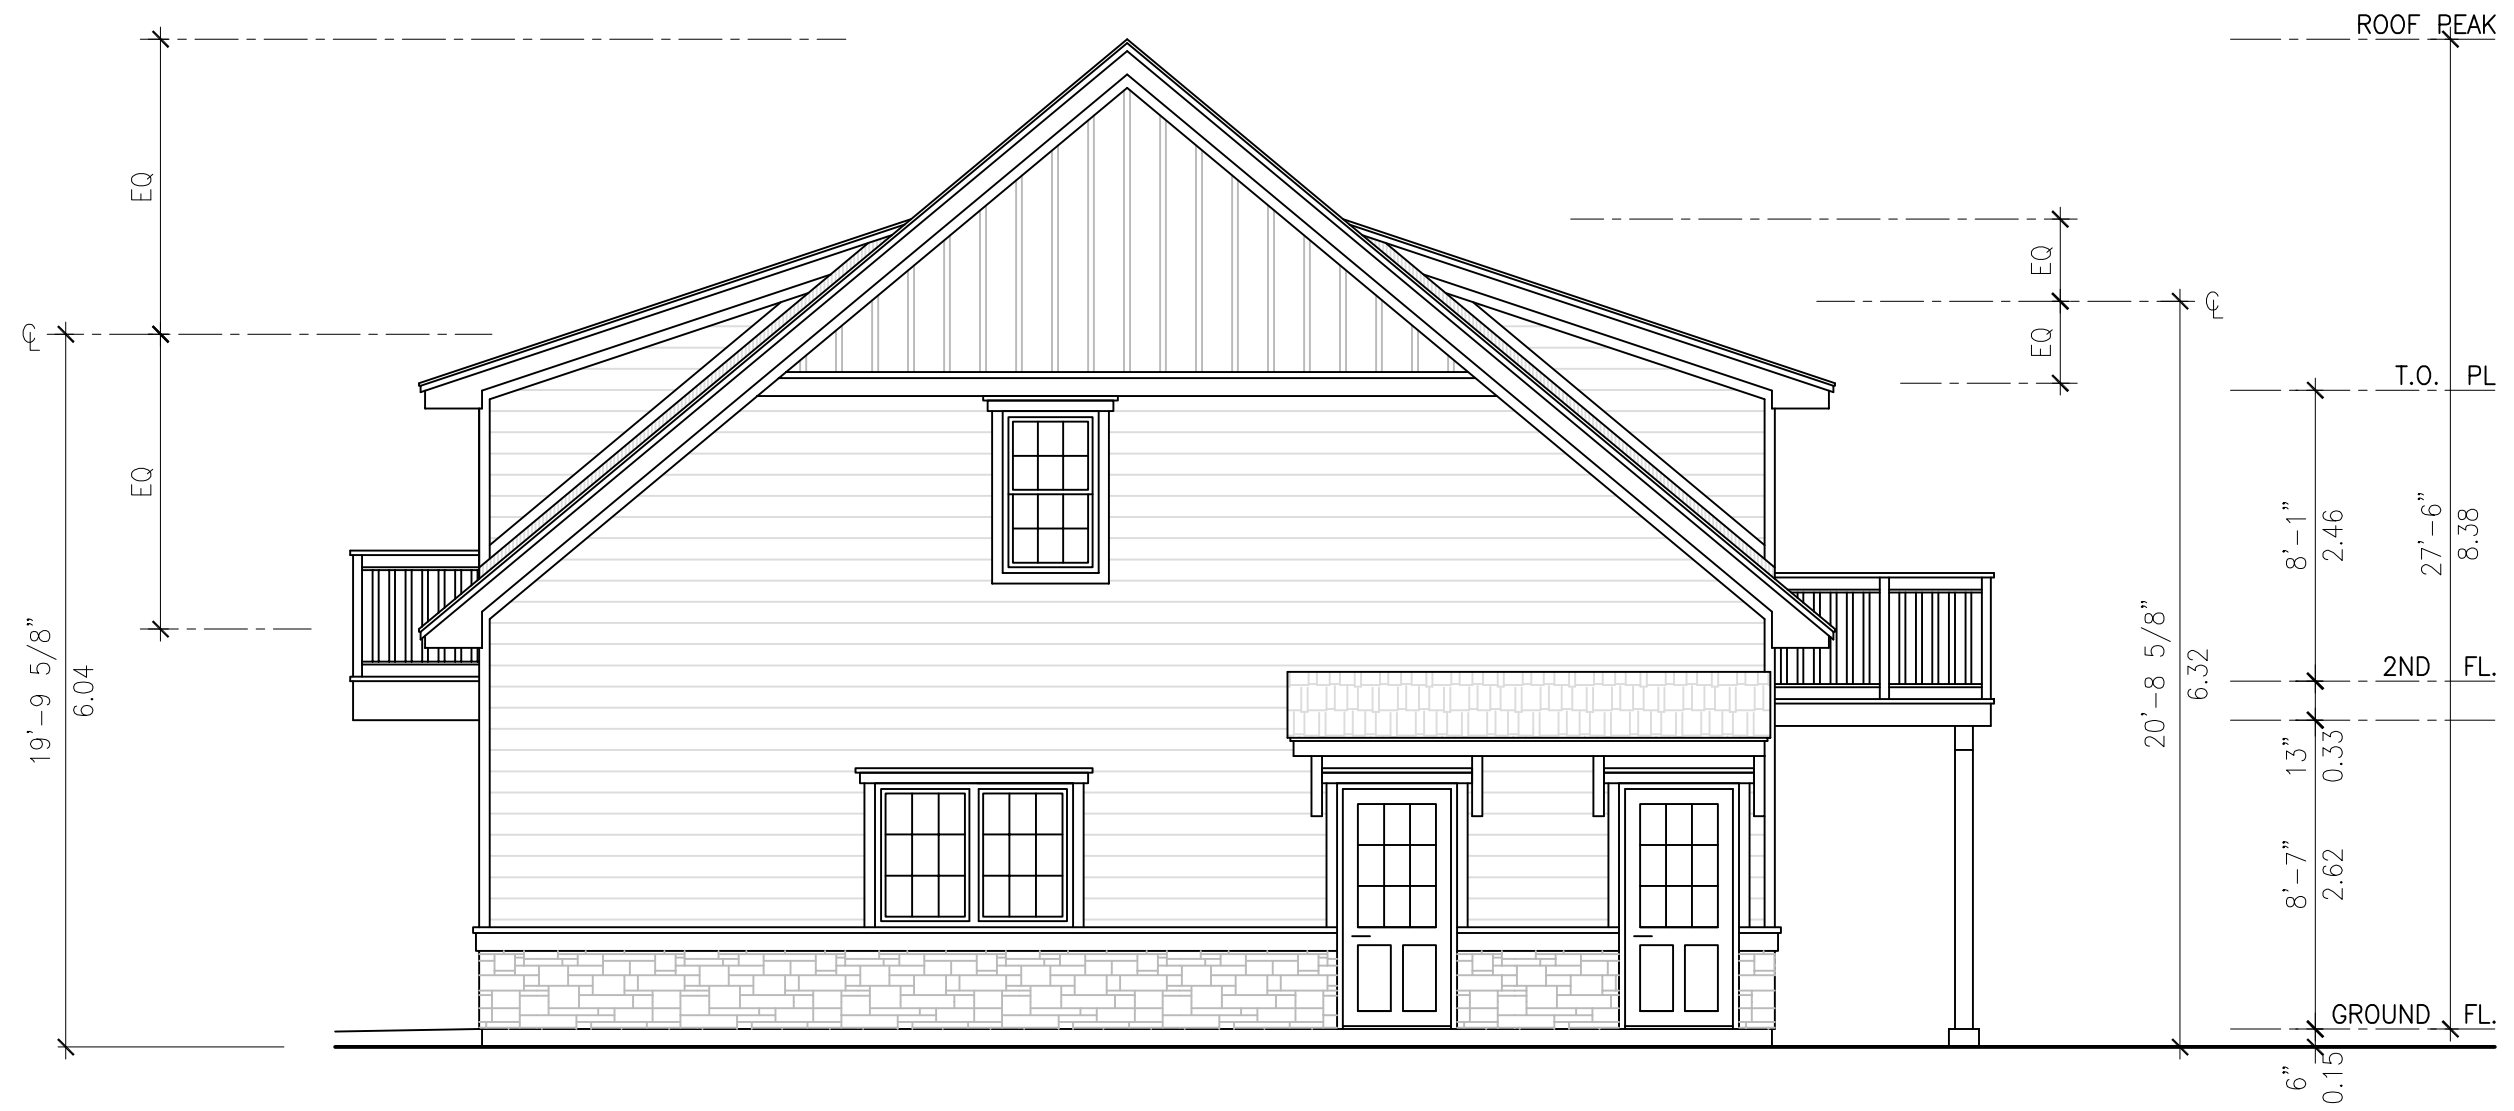 ROOF PEAK
EQ
EQ
℄
19'-9 5/8"
6.04
EQ
EQ
℄
20'-8 5/8"
6.32
T.O. PL
8'-1"
2.46
27'-6"
8.38
2ND FL.
13"
0.33
8'-7"
2.62
GROUND FL.
6"
0.15